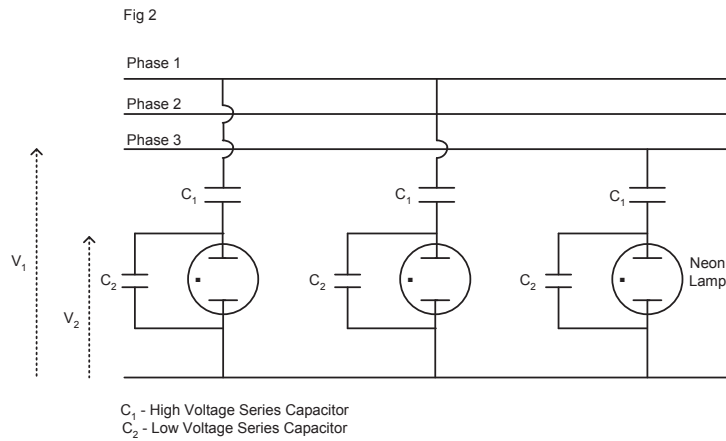 Fig 2
Phase 1
Phase 2
Phase 3
C1
C1
C1
V1
C2
C2
C2
Neon
Lamp
V2
C1 - High Voltage Series Capacitor
C2 - Low Voltage Series Capacitor